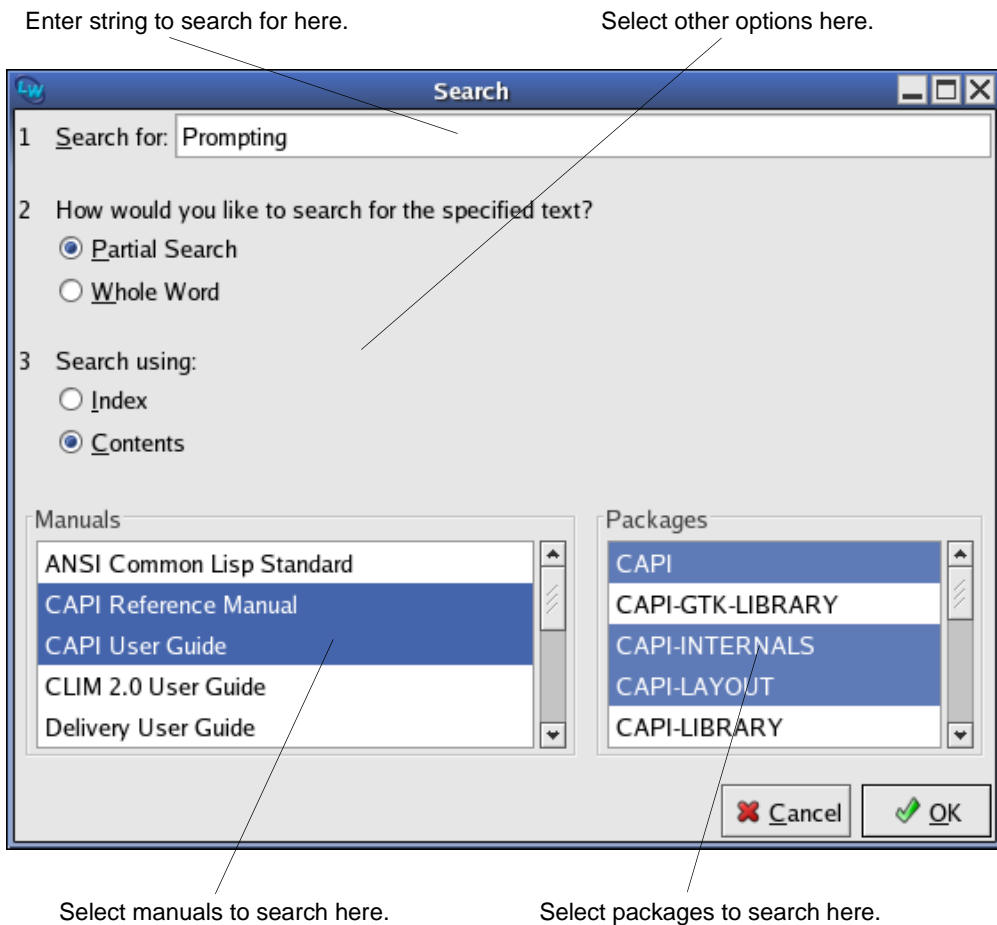 Enter string to search for here.
Select other options here.
LW
Search
1 Search for: Prompting
2 How would you like to search for the specified text?
Partial Search
Whole Word
3 Search using:
Index
Contents
Manuals
ANSI Common Lisp Standard
CAPI Reference Manual
CAPI User Guide
CLIM 2.0 User Guide
Delivery User Guide
Packages
CAPI
CAPI-GTK-LIBRARY
CAPI-INTERNALS
CAPI-LAYOUT
CAPI-LIBRARY
Cancel
OK
Select manuals to search here.
Select packages to search here.